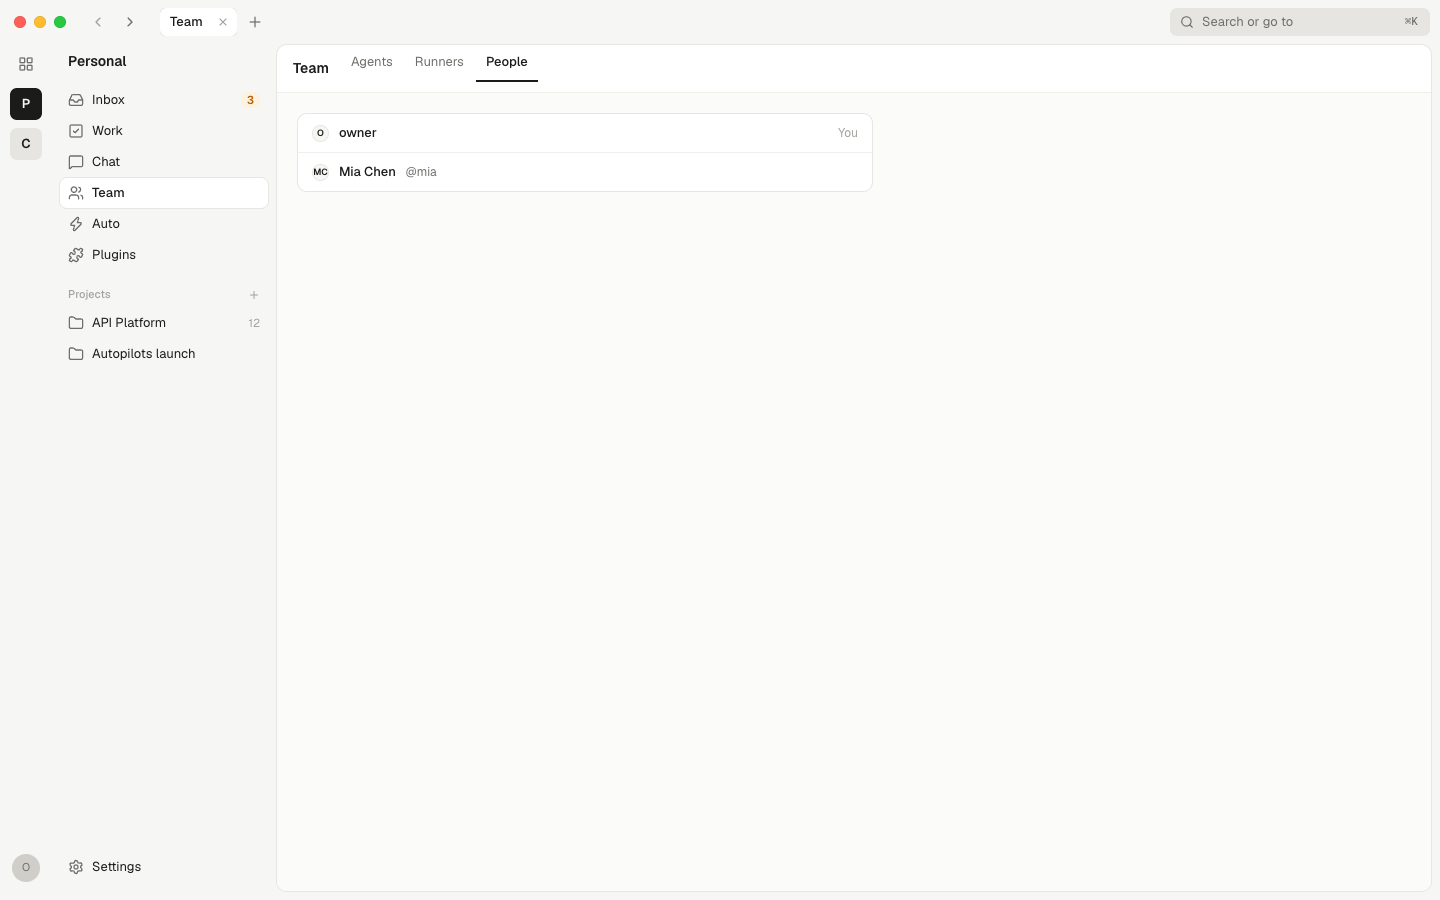 Team
Search or go to
⌘K
Personal
P
C
Inbox
3
Work
Chat
Team
Auto
Plugins
Projects
API Platform
12
Autopilots launch
O
Settings
Team
Agents
Runners
People
O
owner
You
MC
Mia Chen
@mia